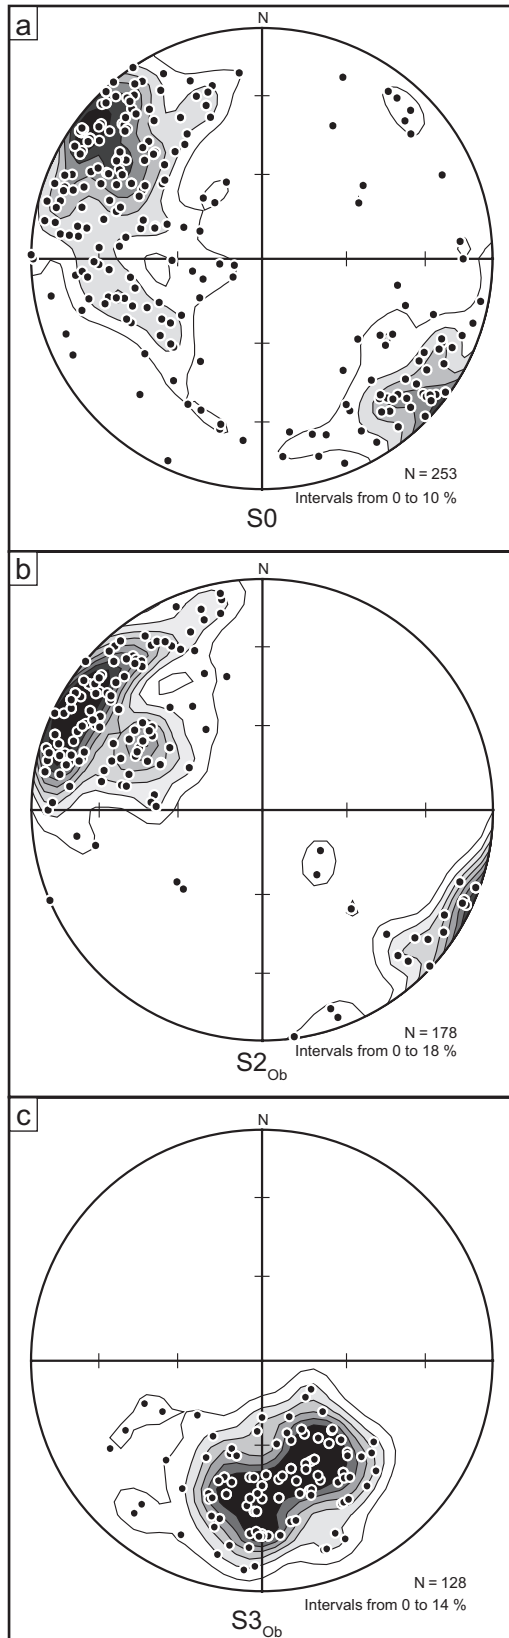 a
N
N = 253
Intervals from 0 to 10 %
S0
b
N
N = 178
Intervals from 0 to 18 %
S2Ob
c
N
N = 128
Intervals from 0 to 14 %
S3Ob